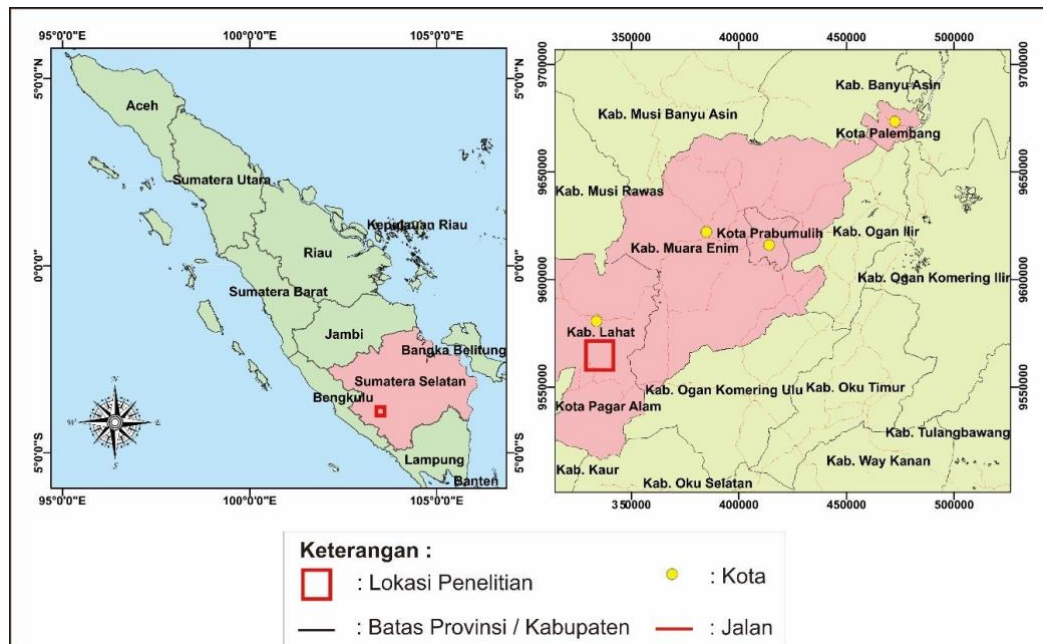 95°0'0"E 100°0'0"E 105°0'0"E
5°0'0"N
0°0'0"
5°0'0"S
Aceh
Sumatera Utara
Kepulauan Riau
Riau
Sumatera Barat
Jambi
Bangka Belitung
Sumatera Selatan
Bengkulu
Lampung
Banten
N
W E
S
5°0'0"N
0°0'0"
5°0'0"S
95°0'0"E 100°0'0"E 105°0'0"E
350000 400000 450000 500000
9700000
9650000
9600000
9550000
Kab. Banyu Asin
Kab. Musi Banyu Asin
Kota Palembang
Kab. Musi Rawas
Kota Prabumulih
Kab. Ogan Ilir
Kab. Muara Enim
Kab. Ogan Komering Ilir
Kab. Lahat
Kab. Ogan Komering Ulu
Kab. Oku Timur
Kota Pagar Alam
Kab. Tulangbawang
Kab. Way Kanan
Kab. Kaur
Kab. Oku Selatan
9700000
9650000
9600000
9550000
350000 400000 450000 500000
Keterangan :
: Lokasi Penelitian
: Kota
: Batas Provinsi / Kabupaten
: Jalan